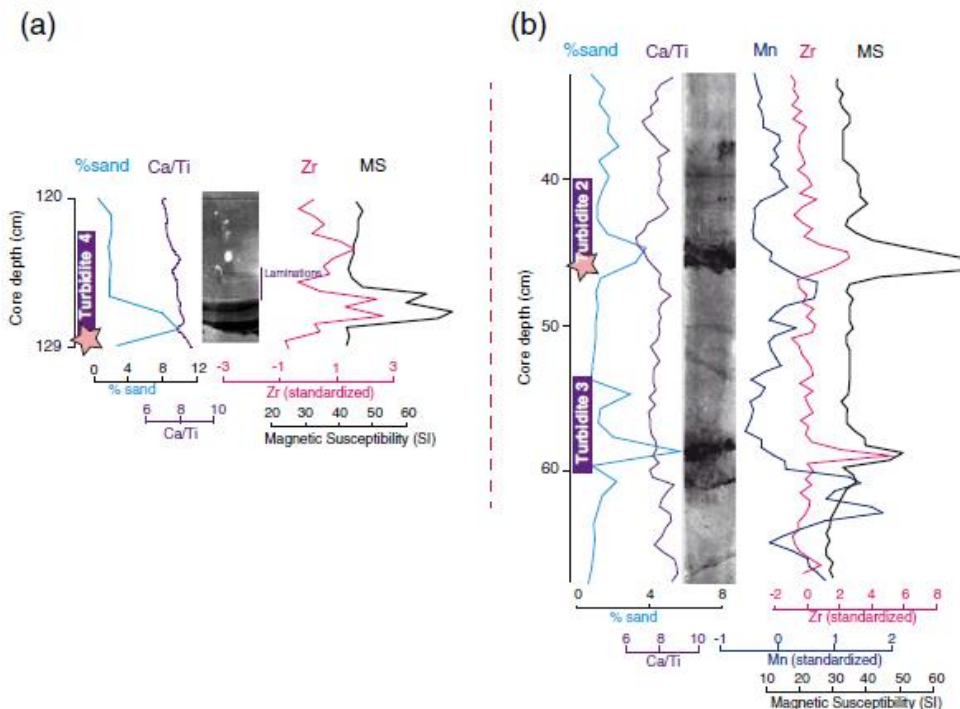 (a)
%sand Ca/Ti Zr MS
120
129
Core depth (cm)
Turbidite 4
Laminations
0 4 8 12
% sand
-3 -1 1 3
Zr (standardized)
6 8 10
Ca/Ti
20 30 40 50 60
Magnetic Susceptibility (SI)
(b)
%sand Ca/Ti Mn Zr MS
40
50
60
Core depth (cm)
Turbidite 2
Turbidite 3
0 4 8
% sand
-2 0 2 4 6 8
Zr (standardized)
6 8 10
Ca/Ti
-1 0 1 2
Mn (standardized)
10 20 30 40 50 60
Magnetic Susceptibility (SI)